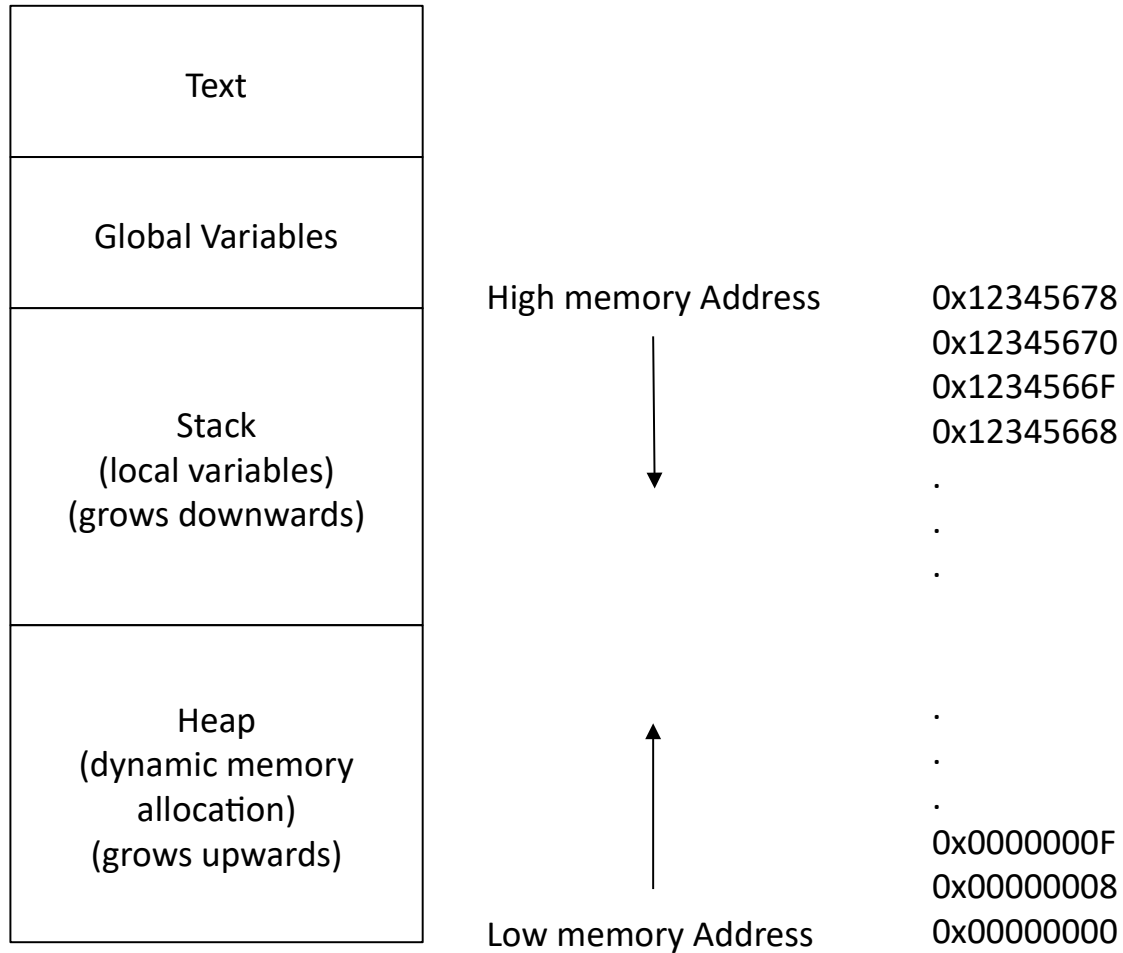 Text
Global Variables
High memory Address
0x12345678
0x12345670
0x1234566F
0x12345668
.
.
.
Stack
(local variables)
(grows downwards)
Heap
(dynamic memory
allocation)
(grows upwards)
.
.
.
0x0000000F
0x00000008
Low memory Address
0x00000000